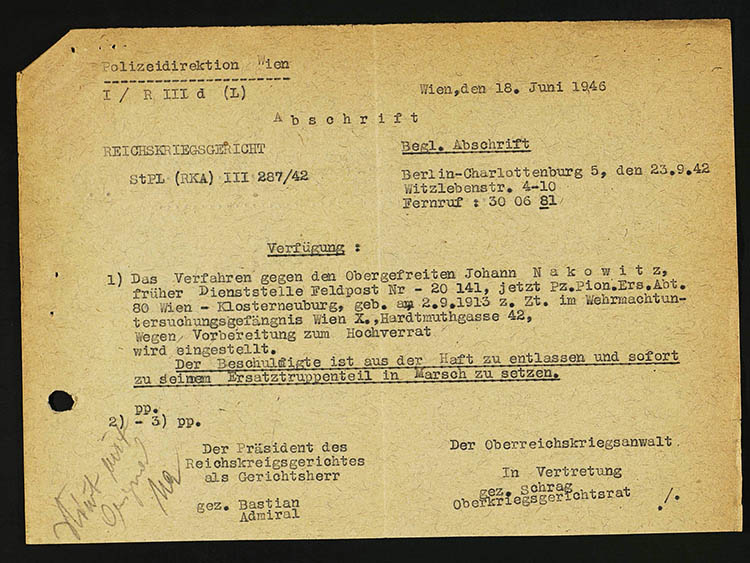 Polizeidirektion Wien
I / R III d (L)
Wien,den 18. Juni 1946
A b s c h r i f t
REICHSKRIEGSGERICHT
Begl. Abschrift
StPL (RKA) III 287/42
Berlin-Charlottenburg 5, den 23.9.42
Witzlebenstr. 4-10
Fernruf : 30 06 81
Verfügung :
1) Das Verfahren gegen den Obergefreiten Johann N a k o w i t z,
früher Dienststelle Feldpost Nr - 20 141, jetzt Pz.Pion.Ers.Abt.
80 Wien - Klosterneuburg, geb. am 2.9.1913 z. Zt. im Wehrmachtun-
tersuchungsgefängnis Wien X.,Hardtmuthgasse 42,
Wegen Vorbereitung zum Hochverrat
wird eingestellt.
Der Beschuldigte ist aus der Haft zu entlassen und sofort
zu seinem Ersatztruppenteil in Marsch zu setzen.
pp.
2) - 3) pp.
Der Präsident des
Reichskreigsgerichtes
als Gerichtsherr
gez. Bastian
Admiral
Der Oberreichskriegsanwalt
In Vertretung
gez. Schrag
Oberkriegsgerichtsrat
./.